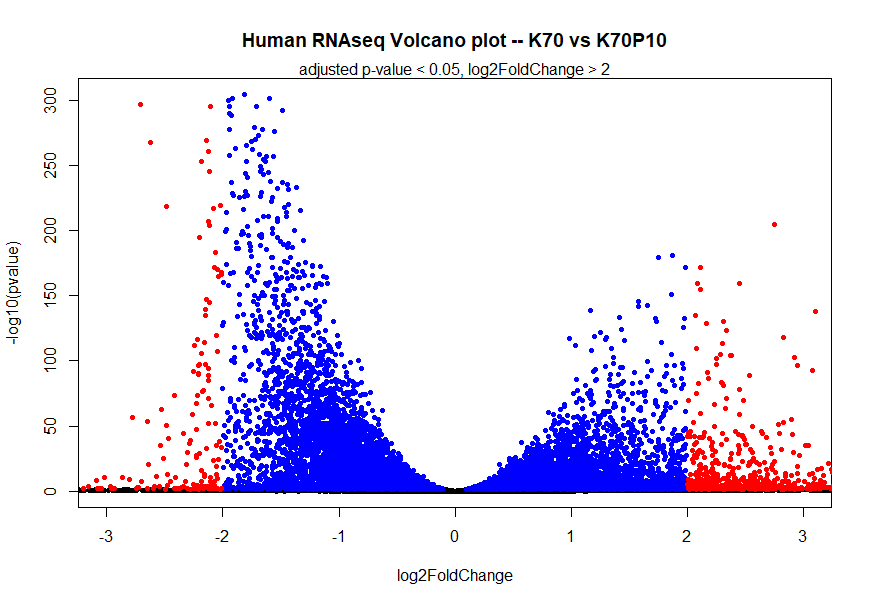 Human RNAseq Volcano plot -- K70 vs K70P10
adjusted p-value < 0.05, log2FoldChange > 2
300
250
200
150
100
50
0
-log10(pvalue)
-3 -2 -1 0 1 2 3
log2FoldChange